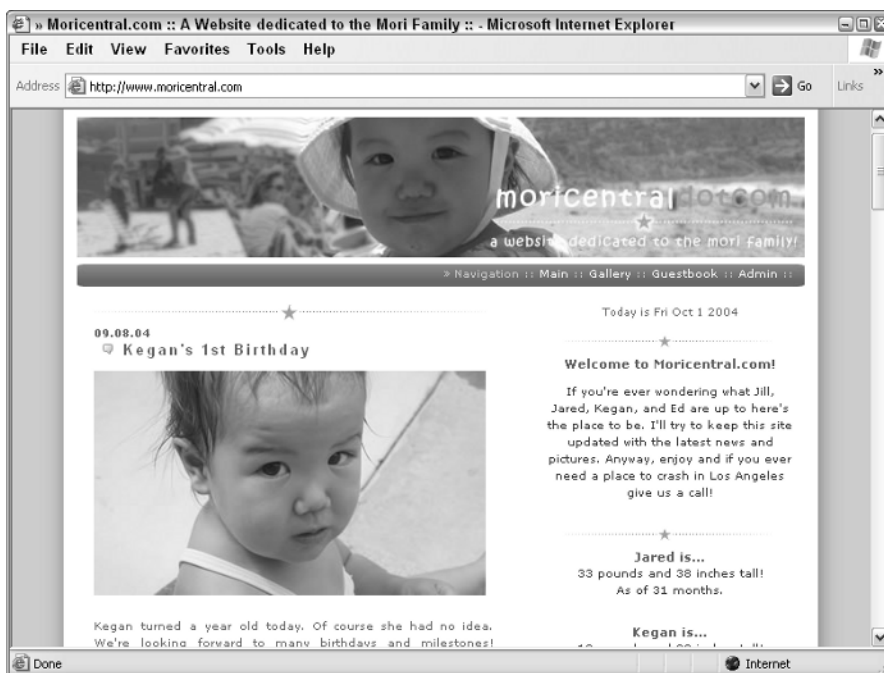 » Moricentral.com :: A Website dedicated to the Mori Family :: - Microsoft Internet Explorer
File Edit View Favorites Tools Help
Address http://www.moricentral.com Go Links »
moricentraldotcom
a website dedicated to the mori family!
» Navigation :: Main :: Gallery :: Guestbook :: Admin ::
09.08.04
Kegan's 1st Birthday
Kegan turned a year old today. Of course she had no idea.
We're looking forward to many birthdays and milestones!
Today is Fri Oct 1 2004
Welcome to Moricentral.com!
If you're ever wondering what Jill,
Jared, Kegan, and Ed are up to here's
the place to be. I'll try to keep this site
updated with the latest news and
pictures. Anyway, enjoy and if you ever
need a place to crash in Los Angeles
give us a call!
Jared is...
33 pounds and 38 inches tall!
As of 31 months.
Kegan is...
Done Internet